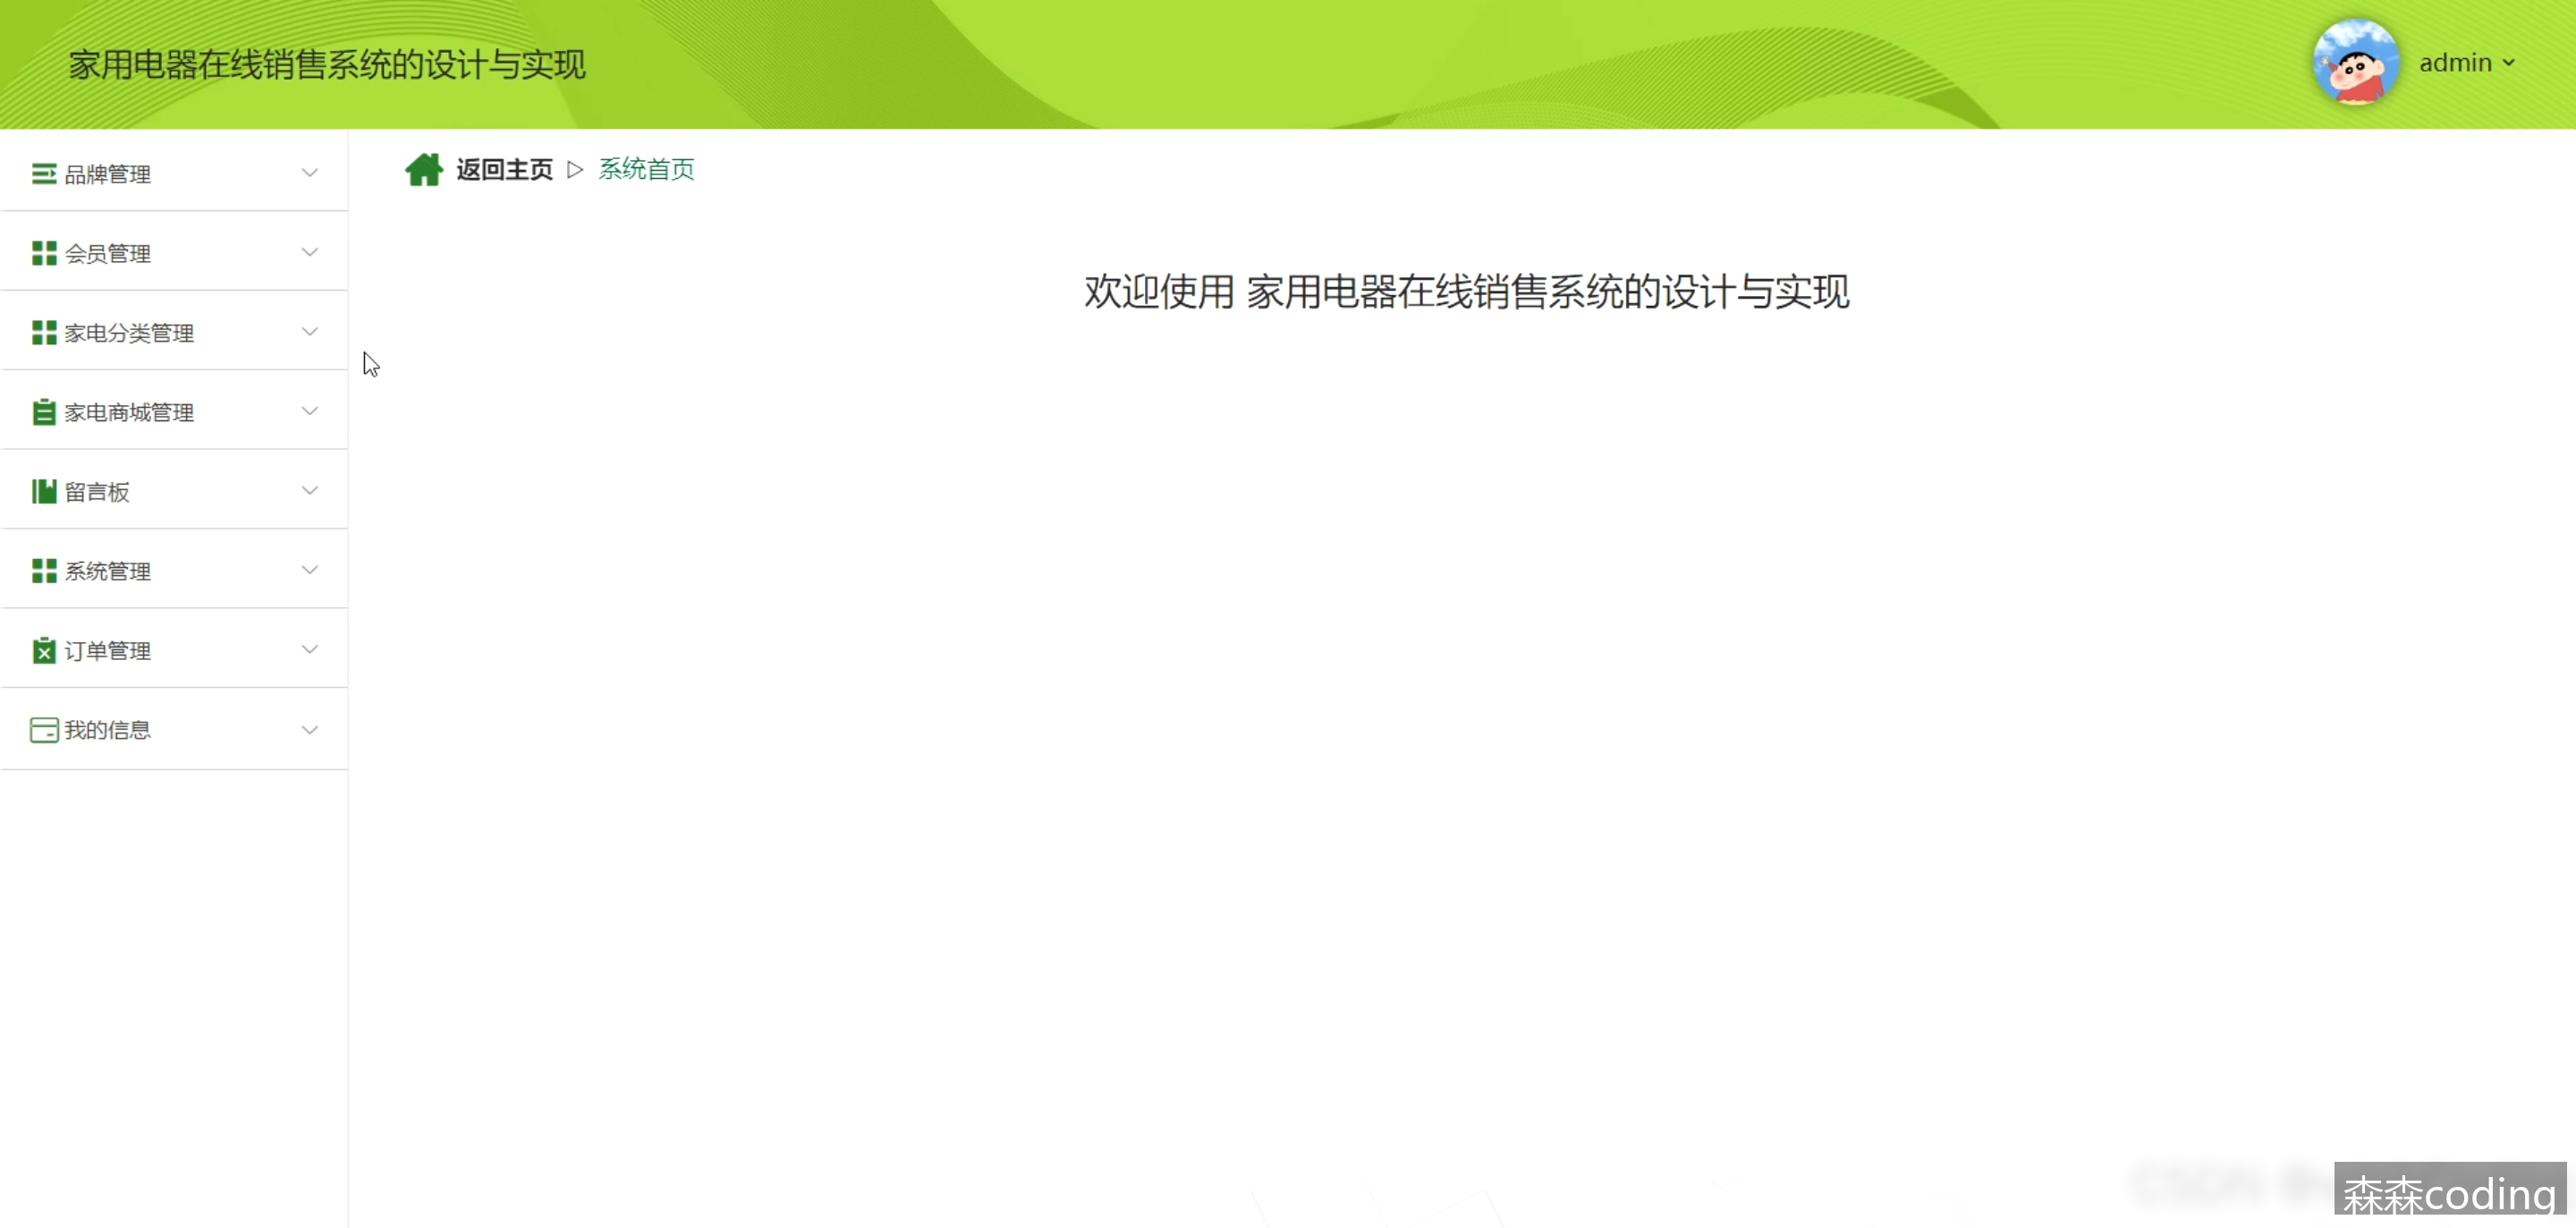 家用电器在线销售系统的设计与实现
admin
品牌管理
会员管理
家电分类管理
家电商城管理
留言板
系统管理
订单管理
我的信息
返回主页 ▷ 系统首页
欢迎使用 家用电器在线销售系统的设计与实现
CSDN
森森coding